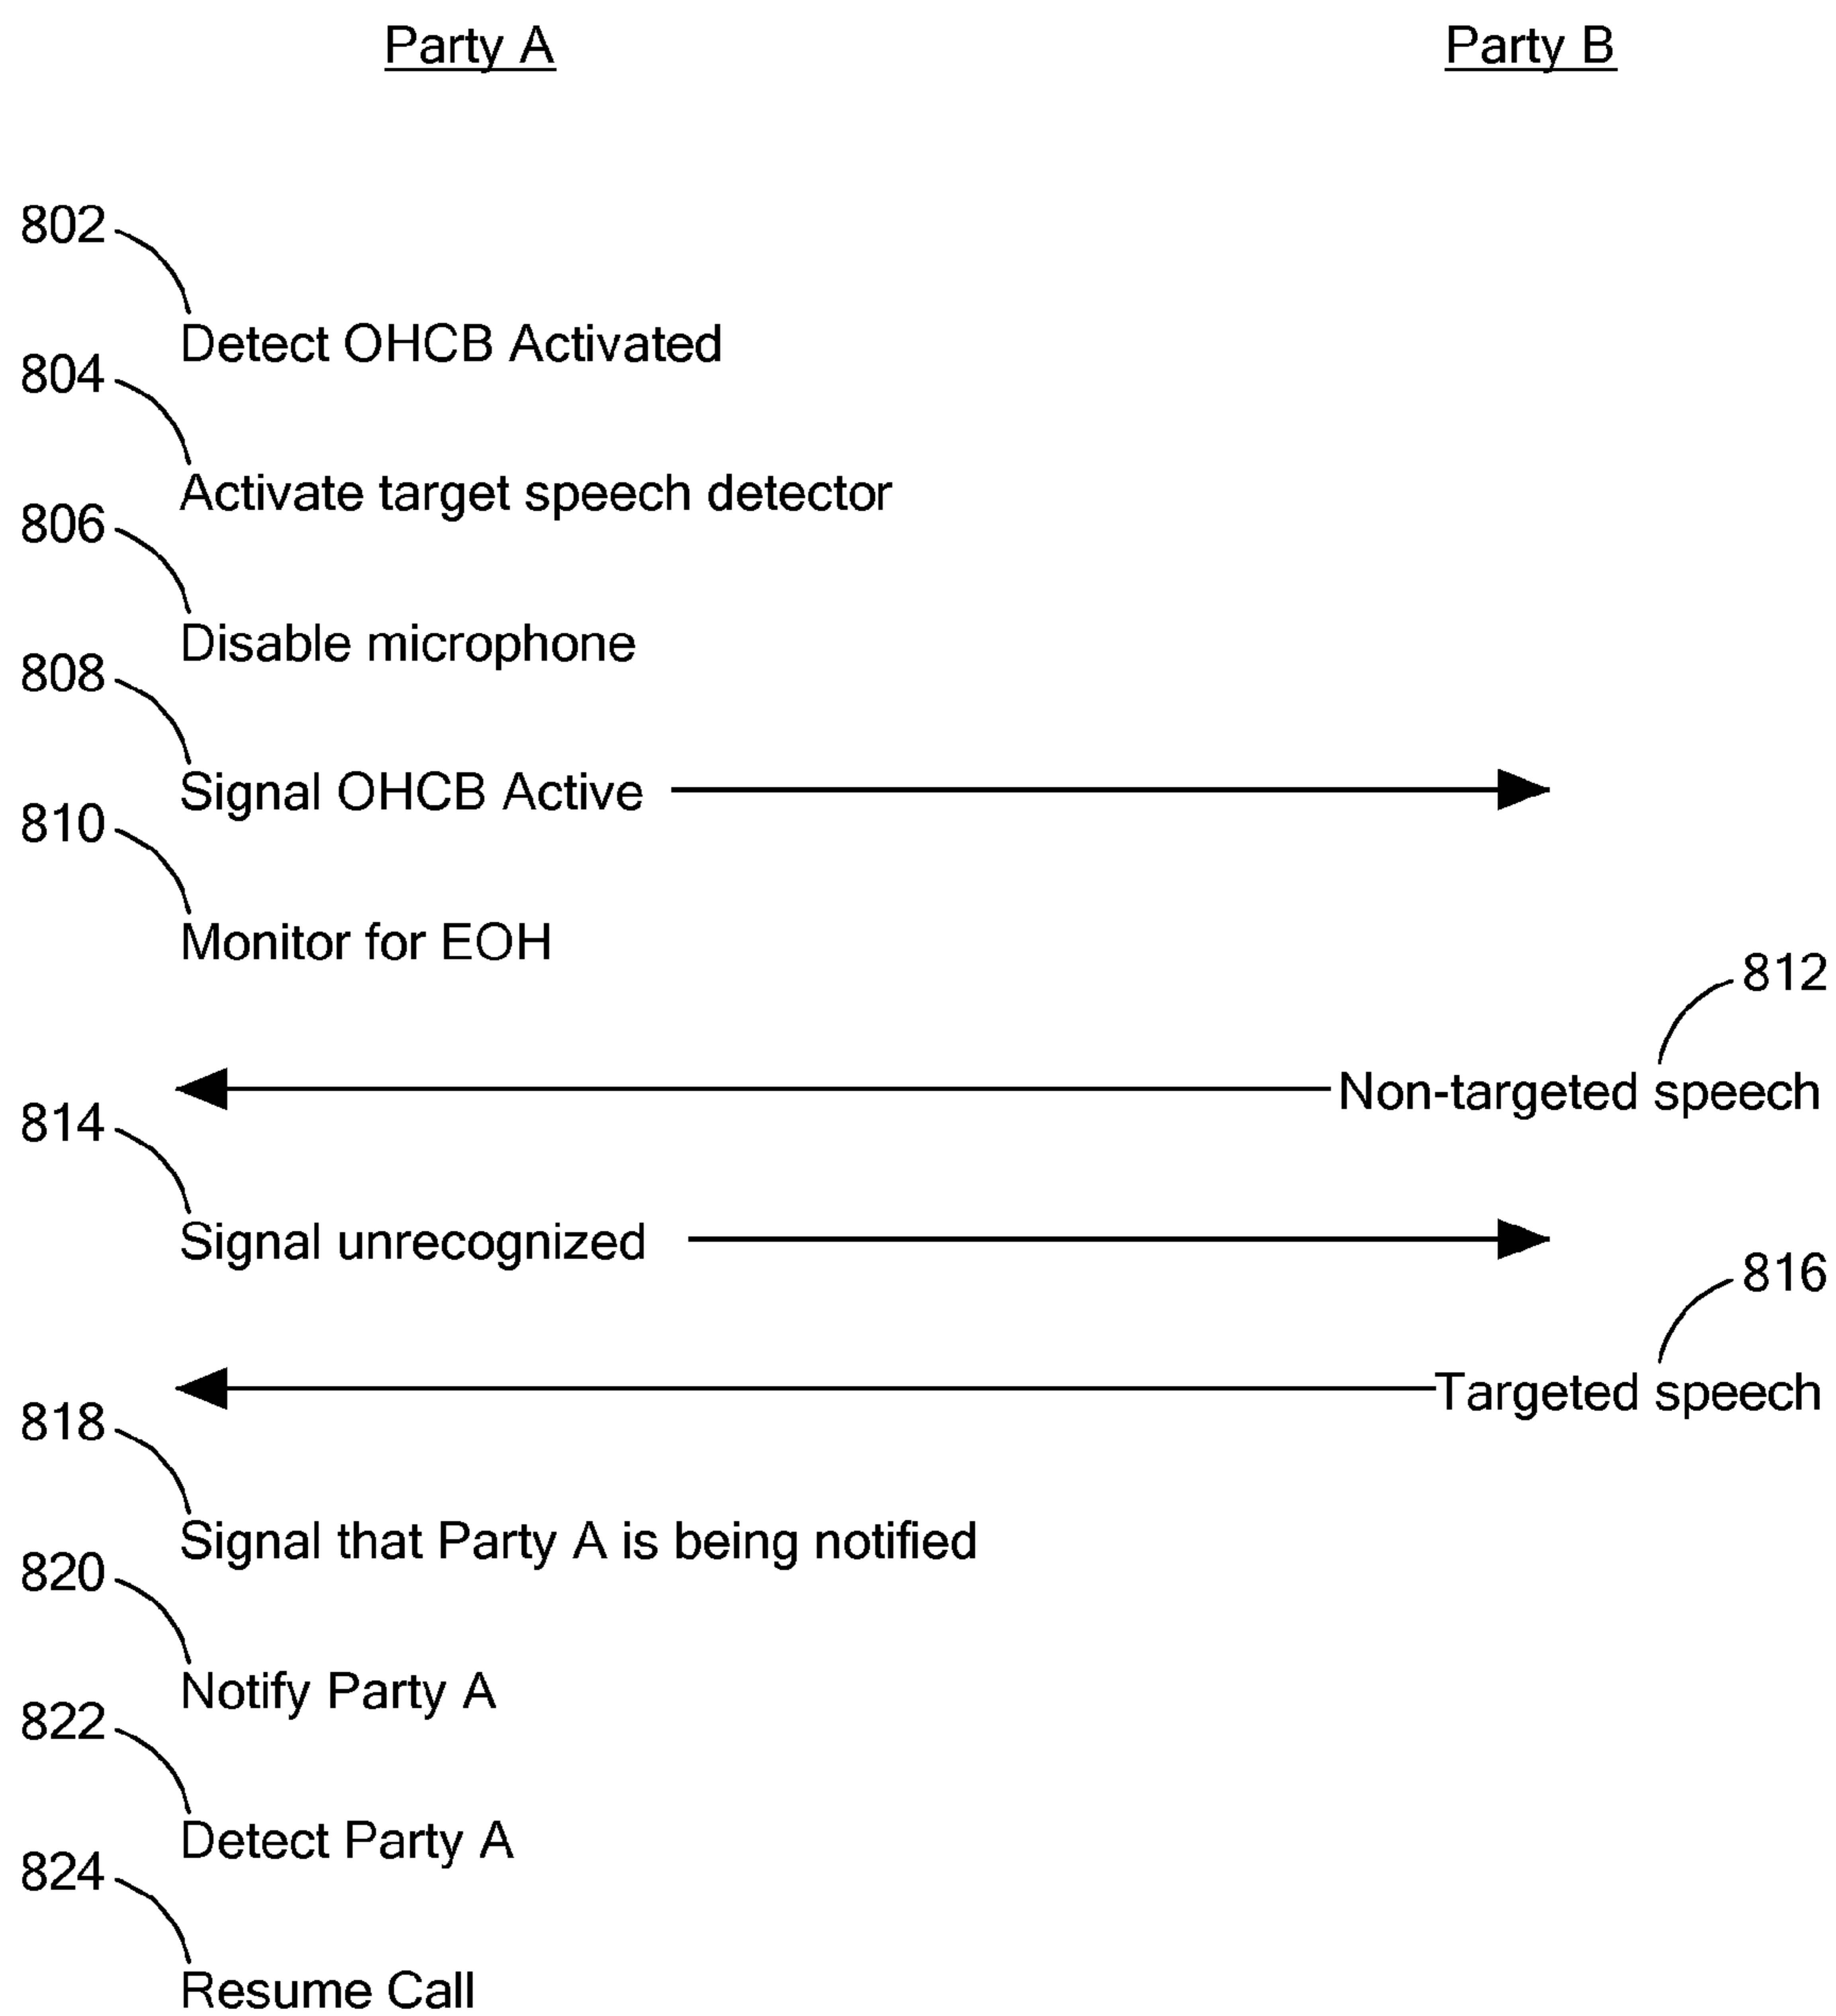 Party A Party B
802
Detect OHCB Activated
804
Activate target speech detector
806
Disable microphone
808
Signal OHCB Active
810
Monitor for EOH
812
Non-targeted speech
814
Signal unrecognized
816
Targeted speech
818
Signal that Party A is being notified
820
Notify Party A
822
Detect Party A
824
Resume Call